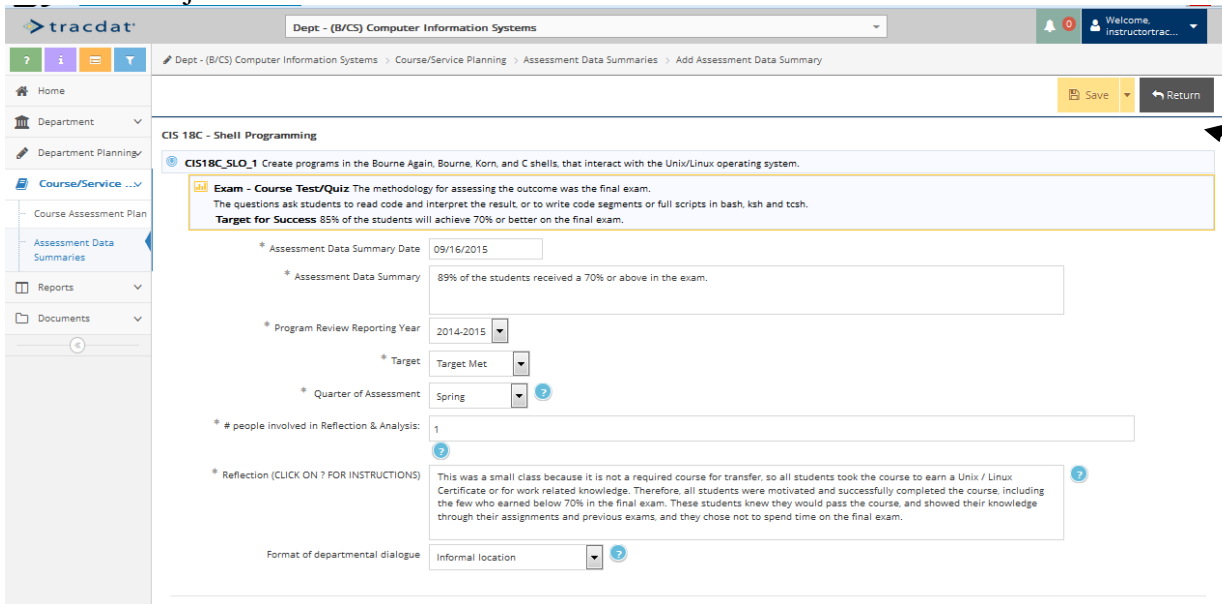 tracdat
Dept - (B/CS) Computer Information Systems
0
Welcome,
instructortrac...
? i
Dept - (B/CS) Computer Information Systems > Course/Service Planning > Assessment Data Summaries > Add Assessment Data Summary
Home
Save
Return
Department
CIS 18C - Shell Programming
Department Planning
CIS18C_SLO_1 Create programs in the Bourne Again, Bourne, Korn, and C shells, that interact with the Unix/Linux operating system.
Course/Service ...
Exam - Course Test/Quiz The methodology for assessing the outcome was the final exam.
The questions ask students to read code and interpret the result, or to write code segments or full scripts in bash, ksh and tcsh.
Target for Success 85% of the students will achieve 70% or better on the final exam.
Course Assessment Plan
Assessment Data
Summaries
Reports
Documents
* Assessment Data Summary Date 09/16/2015
* Assessment Data Summary 89% of the students received a 70% or above in the exam.
* Program Review Reporting Year 2014-2015
* Target Target Met
* Quarter of Assessment Spring ?
* # people involved in Reflection & Analysis: 1
?
* Reflection (CLICK ON ? FOR INSTRUCTIONS) This was a small class because it is not a required course for transfer, so all students took the course to earn a Unix / Linux ?
Certificate or for work related knowledge. Therefore, all students were motivated and successfully completed the course, including
the few who earned below 70% in the final exam. These students knew they would pass the course, and showed their knowledge
through their assignments and previous exams, and they chose not to spend time on the final exam.
Format of departmental dialogue Informal location ?